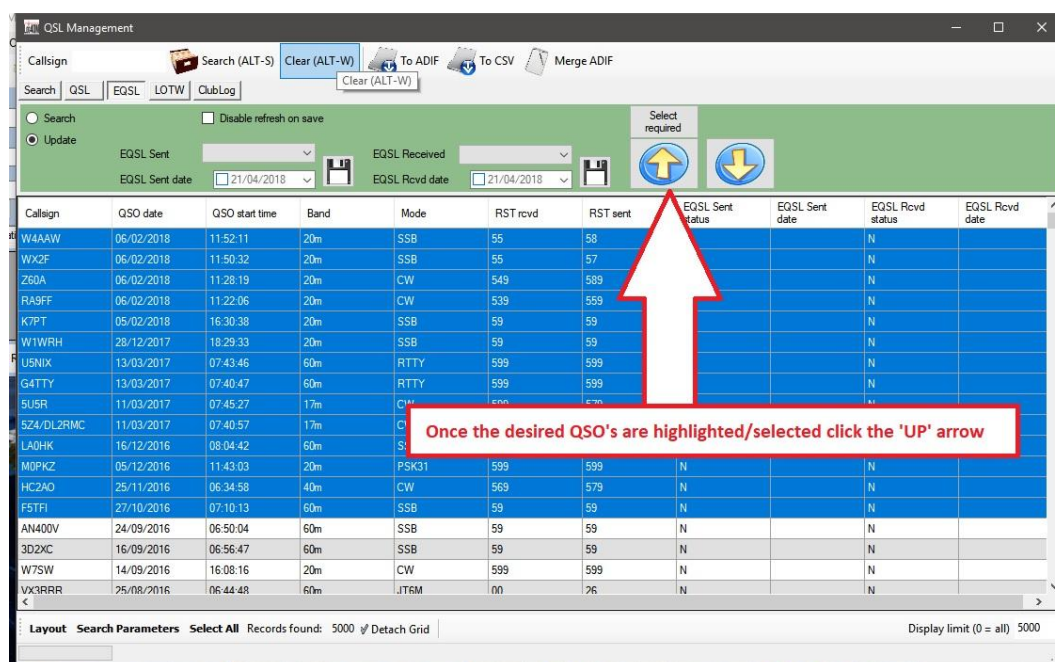 QSL Management
Callsign Search (ALT-S) Clear (ALT-W) To ADIF To CSV Merge ADIF
Clear (ALT-W)
Search QSL EQSL LOTW ClubLog
Search Disable refresh on save Select required
Update
EQSL Sent EQSL Received
EQSL Sent date 21/04/2018 EQSL Rcvd date 21/04/2018
Callsign QSO date QSO start time Band Mode RST rcvd RST sent EQSL Sent status EQSL Sent date EQSL Rcvd status EQSL Rcvd date
W4AAW 06/02/2018 11:52:11 20m SSB 55 58 N
WX2F 06/02/2018 11:50:32 20m SSB 55 57 N
Z60A 06/02/2018 11:28:19 20m CW 549 589 N
RA9FF 06/02/2018 11:22:06 20m CW 539 559 N
K7PT 05/02/2018 16:30:38 20m SSB 59 59 N
W1WRH 28/12/2017 18:29:33 20m SSB 59 59 N
U5NIX 13/03/2017 07:43:46 60m RTTY 599 599 N
G4TTY 13/03/2017 07:40:47 60m RTTY 599 599 N
5U5R 11/03/2017 07:45:27 17m
5Z4/DL2RMC 11/03/2017 07:40:57 17m
Once the desired QSO's are highlighted/selected click the 'UP' arrow
LA0HK 16/12/2016 08:04:42 60m
M0PKZ 05/12/2016 11:43:03 20m PSK31 599 599 N N
HC2AO 25/11/2016 06:34:58 40m CW 569 579 N N
F5TFI 27/10/2016 07:10:13 60m SSB 59 59 N N
AN400V 24/09/2016 06:50:04 60m SSB 59 59 N N
3D2XC 16/09/2016 06:56:47 60m SSB 59 59 N N
W7SW 14/09/2016 16:08:16 20m CW 599 599 N N
VX3RRR 25/08/2016 06:44:48 60m JT6M 00 26 N N
Layout Search Parameters Select All Records found: 5000 Detach Grid Display limit (0 = all) 5000